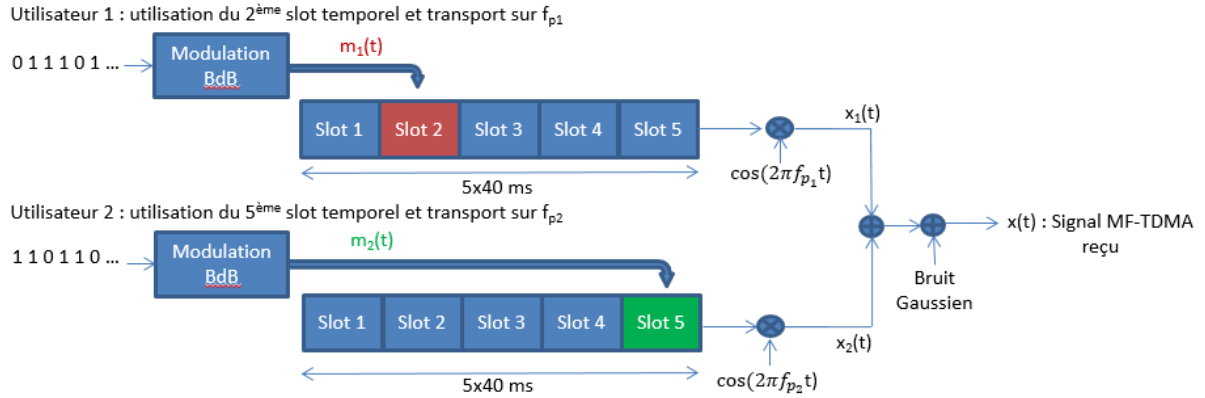 Utilisateur 1 : utilisation du 2ème slot temporel et transport sur fp1
0 1 1 1 0 1 ...
Modulation
BdB
m1(t)
Slot 1 Slot 2 Slot 3 Slot 4 Slot 5
x1(t)
5x40 ms
cos(2πfp1t)
Utilisateur 2 : utilisation du 5ème slot temporel et transport sur fp2
1 1 0 1 1 0 ...
Modulation
BdB
m2(t)
x(t) : Signal MF-TDMA
reçu
Bruit
Gaussien
Slot 1 Slot 2 Slot 3 Slot 4 Slot 5
x2(t)
5x40 ms
cos(2πfp2t)